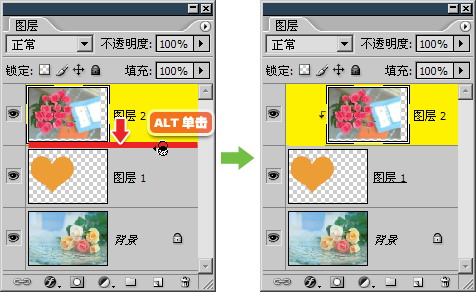 图层
正常
不透明度: 100%
锁定:
填充: 100%
图层 2
ALT 单击
图层 1
背景
图层
正常
不透明度: 100%
锁定:
填充: 100%
图层 2
图层 1
背景